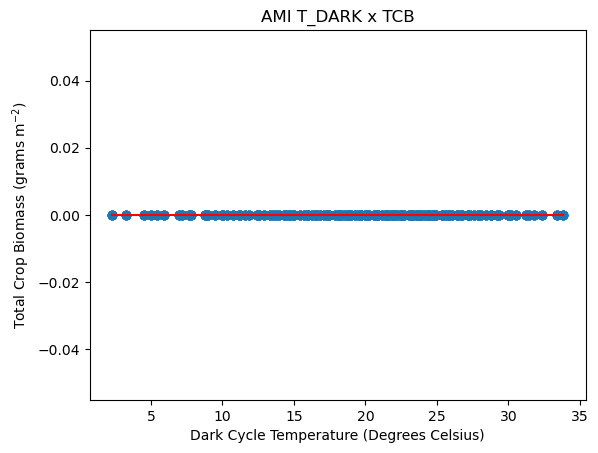 AMI T_DARK x TCB
Total Crop Biomass (grams m⁻²)
0.04
0.02
0.00
−0.02
−0.04
5 10 15 20 25 30 35
Dark Cycle Temperature (Degrees Celsius)